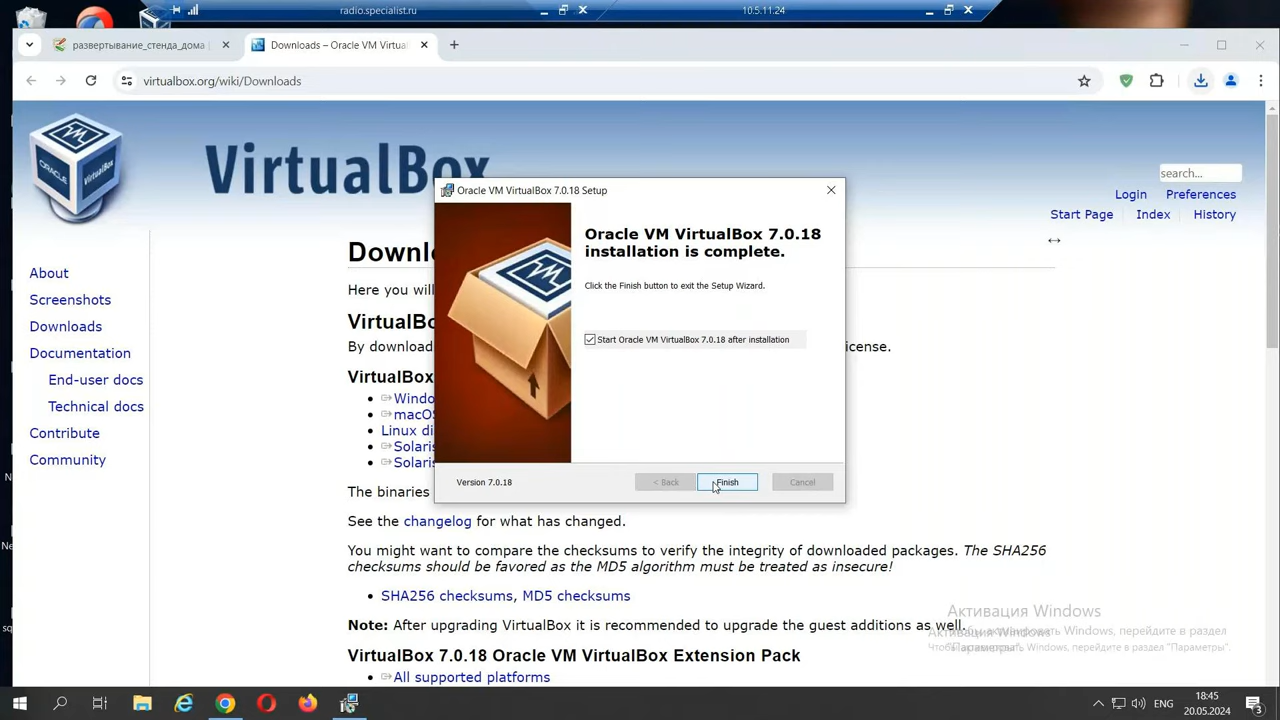 radio.specialist.ru
10.5.11.24
развертывание_стенда_дома
Downloads – Oracle VM Virtua
virtualbox.org/wiki/Downloads
ORACLE
VirtualBox
VirtualBox
search...
Login Preferences
Start Page Index History
About
Screenshots
Downloads
Documentation
End-user docs
Technical docs
Contribute
Community
Downl
Here you wil
VirtualBo
By download
icense.
VirtualBox
Windo
macOS
Linux di
Solaris
Solaris
The binaries
See the changelog for what has changed.
You might want to compare the checksums to verify the integrity of downloaded packages. The SHA256
checksums should be favored as the MD5 algorithm must be treated as insecure!
SHA256 checksums, MD5 checksums
Note: After upgrading VirtualBox it is recommended to upgrade the guest additions as well.
VirtualBox 7.0.18 Oracle VM VirtualBox Extension Pack
All supported platforms
Oracle VM VirtualBox 7.0.18 Setup
Oracle VM VirtualBox 7.0.18
installation is complete.
Click the Finish button to exit the Setup Wizard.
Start Oracle VM VirtualBox 7.0.18 after installation
Version 7.0.18
< Back
Finish
Cancel
Активация Windows
Windows, перейдите в раздел
Windows, перейдите в раздел "Параметры".
18:45
ENG
20.05.2024
3